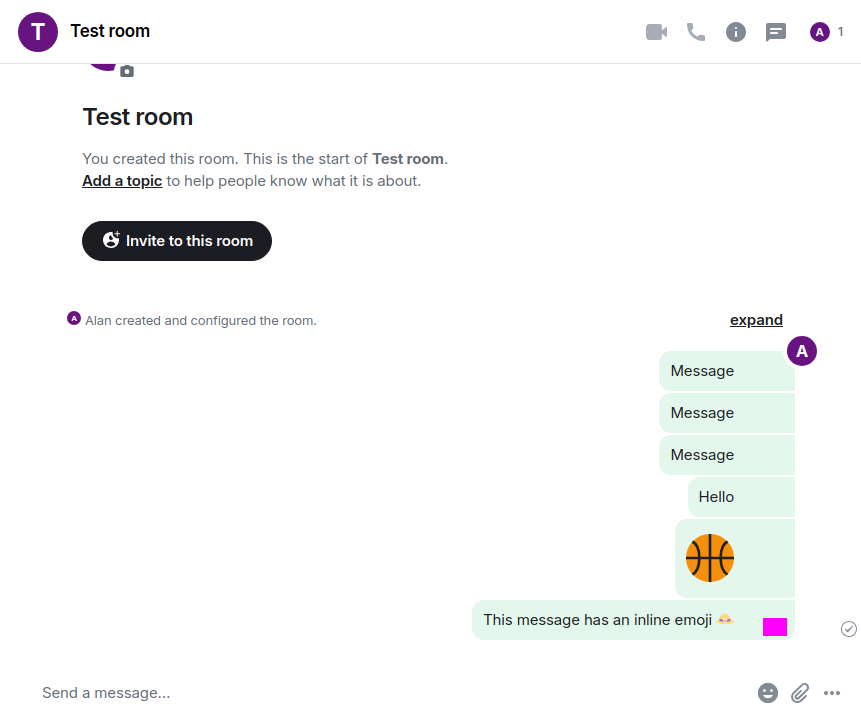 T Test room A 1
Test room
You created this room. This is the start of Test room.
Add a topic to help people know what it is about.
Invite to this room
A Alan created and configured the room. expand
A
Message
Message
Message
Hello
This message has an inline emoji 👒
Send a message…